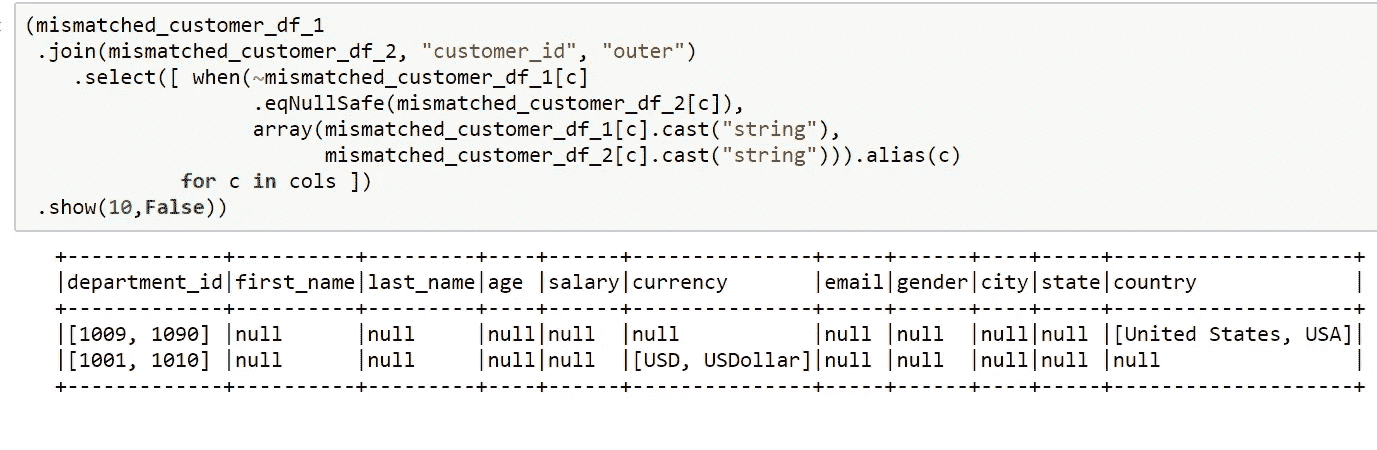 (mismatched_customer_df_1
.join(mismatched_customer_df_2, "customer_id", "outer")
.select([ when(~mismatched_customer_df_1[c]
.eqNullSafe(mismatched_customer_df_2[c]),
array(mismatched_customer_df_1[c].cast("string"),
mismatched_customer_df_2[c].cast("string"))).alias(c)
for c in cols ])
.show(10,False))
+-------------+----------+---------+----+------+---------------+-----+------+----+-----+--------------------+
|department_id|first_name|last_name|age |salary|currency       |email|gender|city|state|country             |
+-------------+----------+---------+----+------+---------------+-----+------+----+-----+--------------------+
|[1009, 1090] |null      |null     |null|null  |null           |null |null  |null|null |[United States, USA]|
|[1001, 1010] |null      |null     |null|null  |[USD, USDollar]|null |null  |null|null |null                |
+-------------+----------+---------+----+------+---------------+-----+------+----+-----+--------------------+